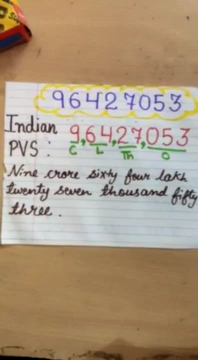 96427053
Indian 9,64,27,053
PVS : C L Th O
Nine crore sixty four lakh
twenty seven thousand fifty
three.